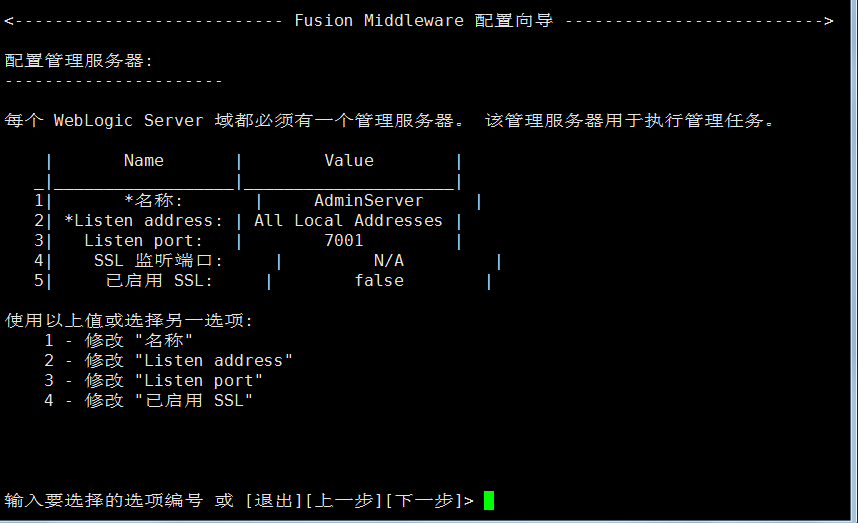 <--------------------------- Fusion Middleware 配置向导 -------------------------->
配置管理服务器:
----------------------
每个 WebLogic Server 域都必须有一个管理服务器。 该管理服务器用于执行管理任务。
    |       Name       |        Value        |
   _|__________________|_____________________|
   1|       *名称:       |     AdminServer     |
   2| *Listen address: | All Local Addresses |
   3|   Listen port:   |        7001         |
   4|    SSL 监听端口:     |         N/A         |
   5|     已启用 SSL:     |        false        |
使用以上值或选择另一选项:
    1 - 修改 "名称"
    2 - 修改 "Listen address"
    3 - 修改 "Listen port"
    4 - 修改 "已启用 SSL"
输入要选择的选项编号 或 [退出][上一步][下一步]>